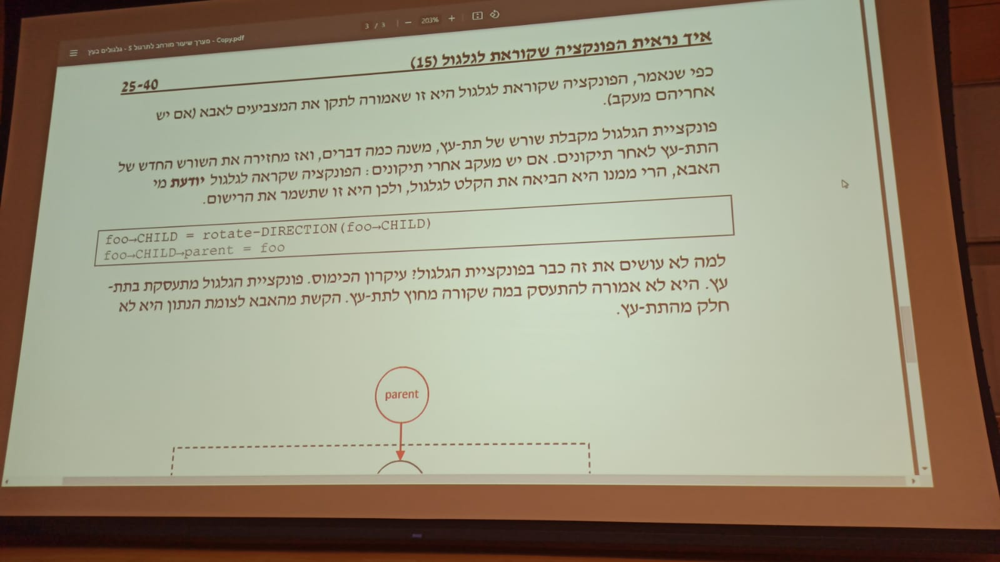 מערך שיעור מורחב לתרגול 5 - גלגולים בעץ - Copy.pdf
3 / 3 | — 203% +
איך נראית הפונקציה שקוראת לגלגול (15)
25-40
כפי שנאמר, הפונקציה שקוראת לגלגול היא זו שאמורה לתקן את המצביעים לאבא (אם יש
אחריהם מעקב).
פונקציית הגלגול מקבלת שורש של תת-עץ, משנה כמה דברים, ואז מחזירה את השורש החדש של
התת-עץ לאחר תיקונים. אם יש מעקב אחרי תיקונים: הפונקציה שקראה לגלגול יודעת מי
האבא, הרי ממנו היא הביאה את הקלט לגלגול, ולכן היא זו שתשמר את הרישום.
foo→CHILD = rotate-DIRECTION(foo→CHILD)
foo→CHILD→parent = foo
למה לא עושים את זה כבר בפונקציית הגלגול? עיקרון הכימוס. פונקציית הגלגול מתעסקת בתת-
עץ. היא לא אמורה להתעסק במה שקורה מחוץ לתת-עץ. הקשת מהאבא לצומת הנתון היא לא
חלק מהתת-עץ.
parent